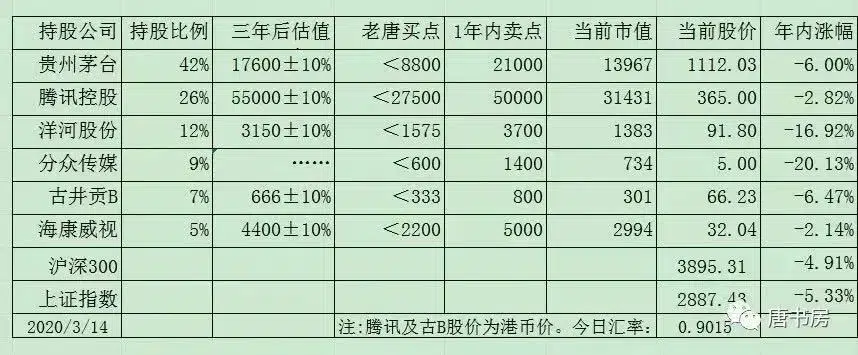 持股公司 持股比例 三年后估值 老唐买点 1年内卖点 当前市值 当前股价 年内涨幅
贵州茅台 42% 17600±10% <8800 21000 13967 1112.03 -6.00%
腾讯控股 26% 55000±10% <27500 50000 31431 365.00 -2.82%
洋河股份 12% 3150±10% <1575 3700 1383 91.80 -16.92%
分众传媒 9% …… <600 1400 734 5.00 -20.13%
古井贡B 7% 666±10% <333 800 301 66.23 -6.47%
海康威视 5% 4400±10% <2200 5000 2994 32.04 -2.14%
沪深300 3895.31 -4.91%
上证指数 2887.43 -5.33%
2020/3/14 注:腾讯及古B股价为港币价。今日汇率: 0.9015
唐书房